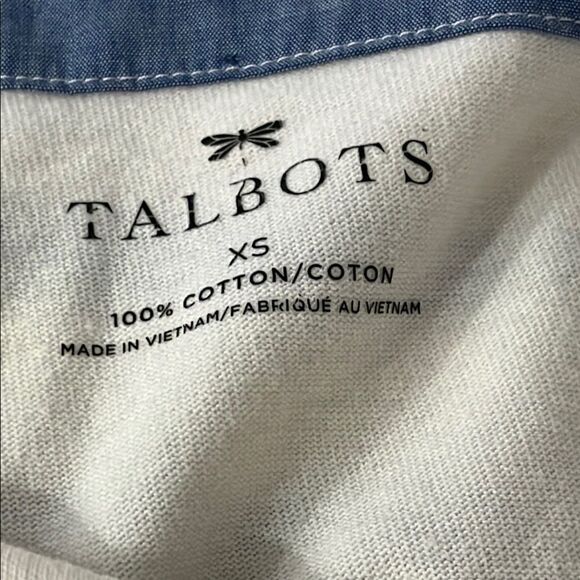 TALBOTS
XS
100% COTTON/COTON
MADE IN VIETNAM/FABRIQUÉ AU VIETNAM